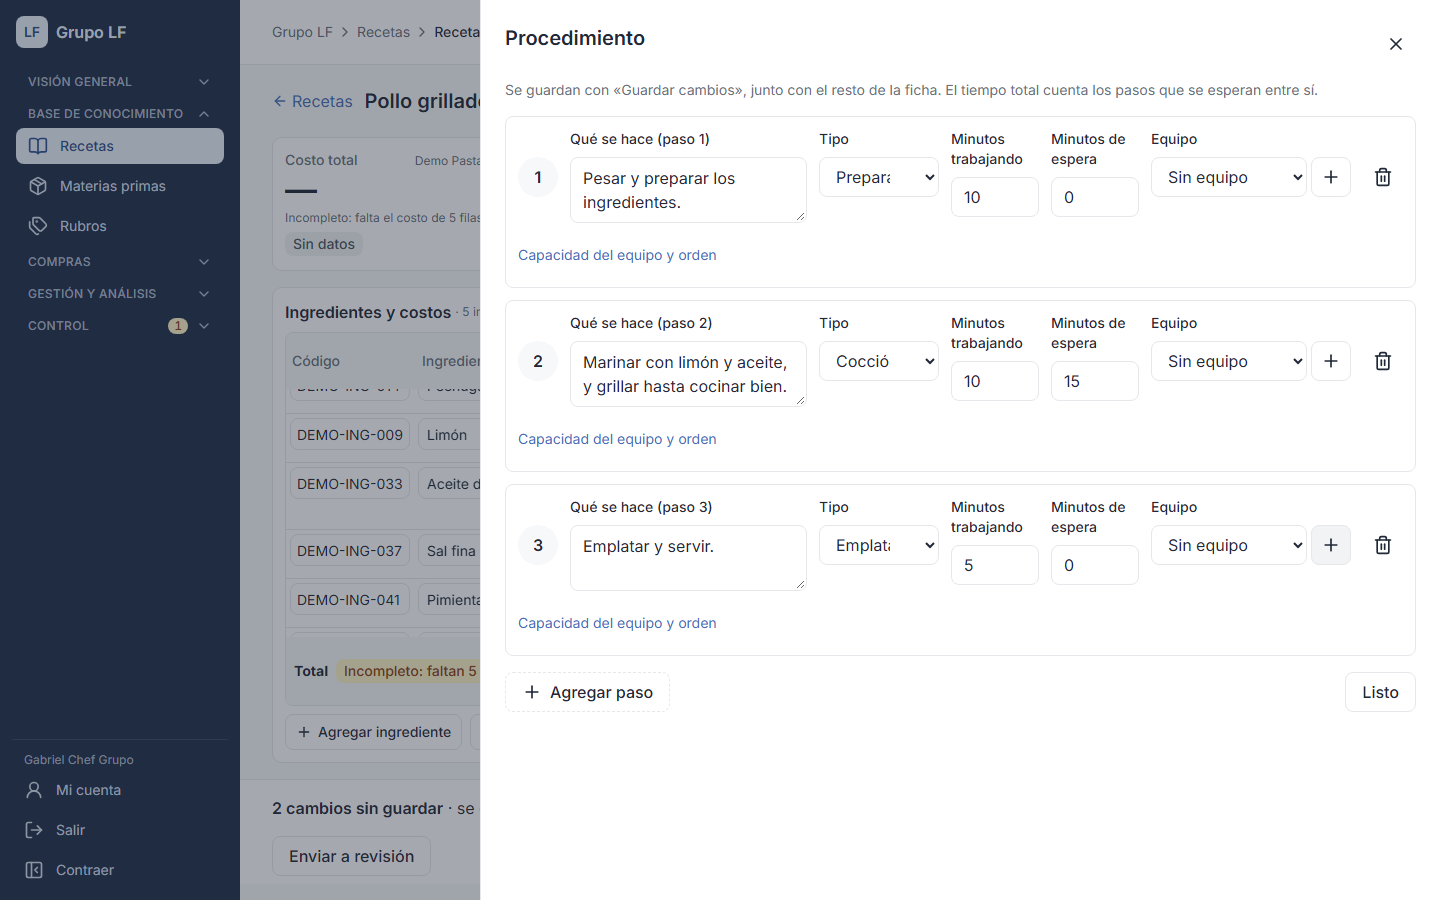 LF Grupo LF
VISIÓN GENERAL
BASE DE CONOCIMIENTO
Recetas
Materias primas
Rubros
COMPRAS
GESTIÓN Y ANÁLISIS
CONTROL 1
Gabriel Chef Grupo
Mi cuenta
Salir
Contraer
Grupo LF > Recetas > Receta
← Recetas Pollo grillado
Costo total Demo Pasta
—
Incompleto: falta el costo de 5 filas
Sin datos
Ingredientes y costos · 5 in
Código Ingredien
DEMO-ING-009 Limón
DEMO-ING-033 Aceite d
DEMO-ING-037 Sal fina
DEMO-ING-041 Pimienta
Total Incompleto: faltan 5
+ Agregar ingrediente
2 cambios sin guardar · se
Enviar a revisión
Procedimiento
Se guardan con «Guardar cambios», junto con el resto de la ficha. El tiempo total cuenta los pasos que se esperan entre sí.
Qué se hace (paso 1) Tipo Minutos trabajando Minutos de espera Equipo
1 Pesar y preparar los Prepara 10 0 Sin equipo
ingredientes.
Capacidad del equipo y orden
Qué se hace (paso 2) Tipo Minutos trabajando Minutos de espera Equipo
2 Marinar con limón y aceite, Cocció 10 15 Sin equipo
y grillar hasta cocinar bien.
Capacidad del equipo y orden
Qué se hace (paso 3) Tipo Minutos trabajando Minutos de espera Equipo
3 Emplatar y servir. Emplata 5 0 Sin equipo
Capacidad del equipo y orden
+ Agregar paso
Listo